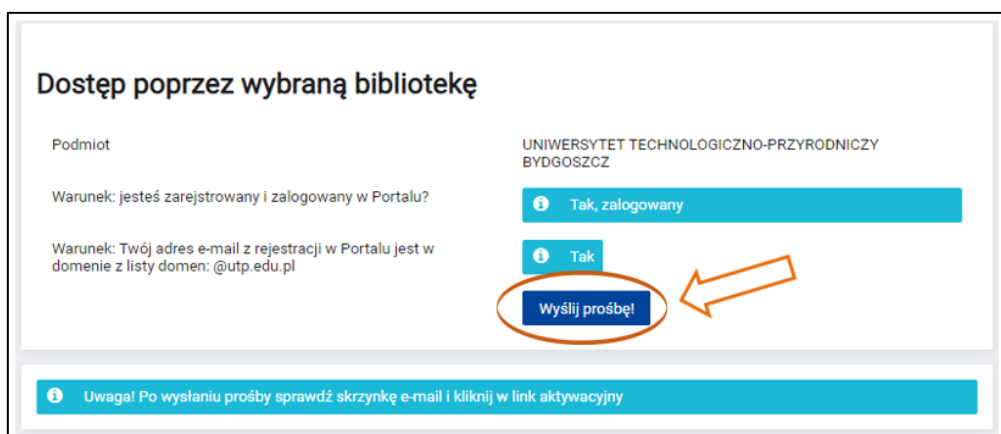 Dostęp poprzez wybraną bibliotekę
Podmiot
UNIWERSYTET TECHNOLOGICZNO-PRZYRODNICZY
BYDGOSZCZ
Warunek: jesteś zarejstrowany i zalogowany w Portalu?
Tak, zalogowany
Warunek: Twój adres e-mail z rejestracji w Portalu jest w
domenie z listy domen: @utp.edu.pl
Tak
Wyślij prośbę!
Uwaga! Po wysłaniu prośby sprawdź skrzynkę e-mail i kliknij w link aktywacyjny